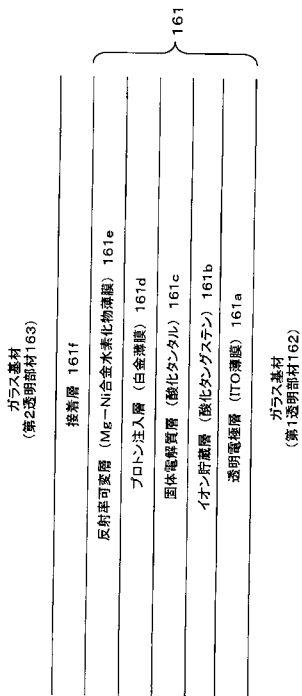 ガラス基材
(第2透明部材163)
接着層 161f
反射率可変層 (Mg－Ni合金水素化物薄膜) 161e
プロトン注入層 (白金薄膜) 161d
固体電解質層 (酸化タンタル) 161c
イオン貯蔵層 (酸化タングステン) 161b
透明電極層 (ITO薄膜) 161a
ガラス基材
(第1透明部材162)
161